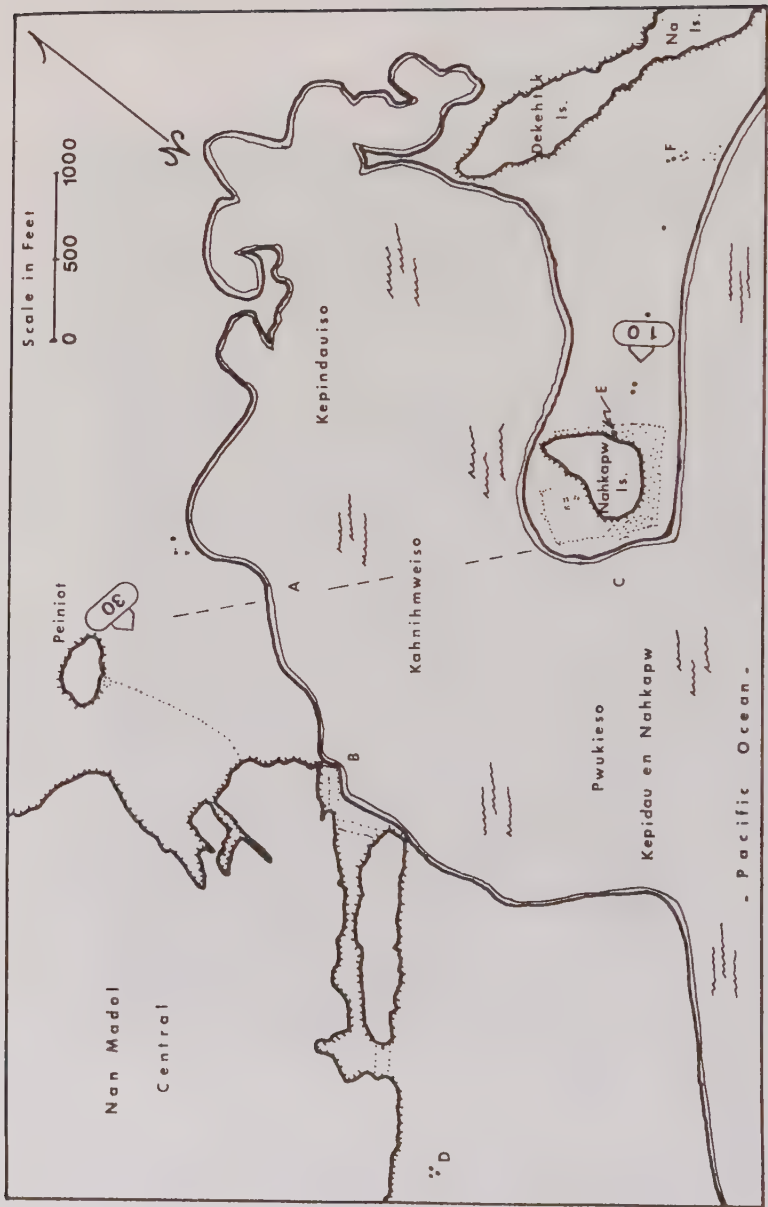 Scale in Feet
0 500 1000
N
Peiniot
30
Nan Madol
Central
A
Kepindauiso
B
Kahnihmweiso
D
Dekehtik
Is.
Pwukieso
E
Nahkapw
Is.
C
10
Kepidau en Nahkapw
F
Na
Is.
- Pacific Ocean -